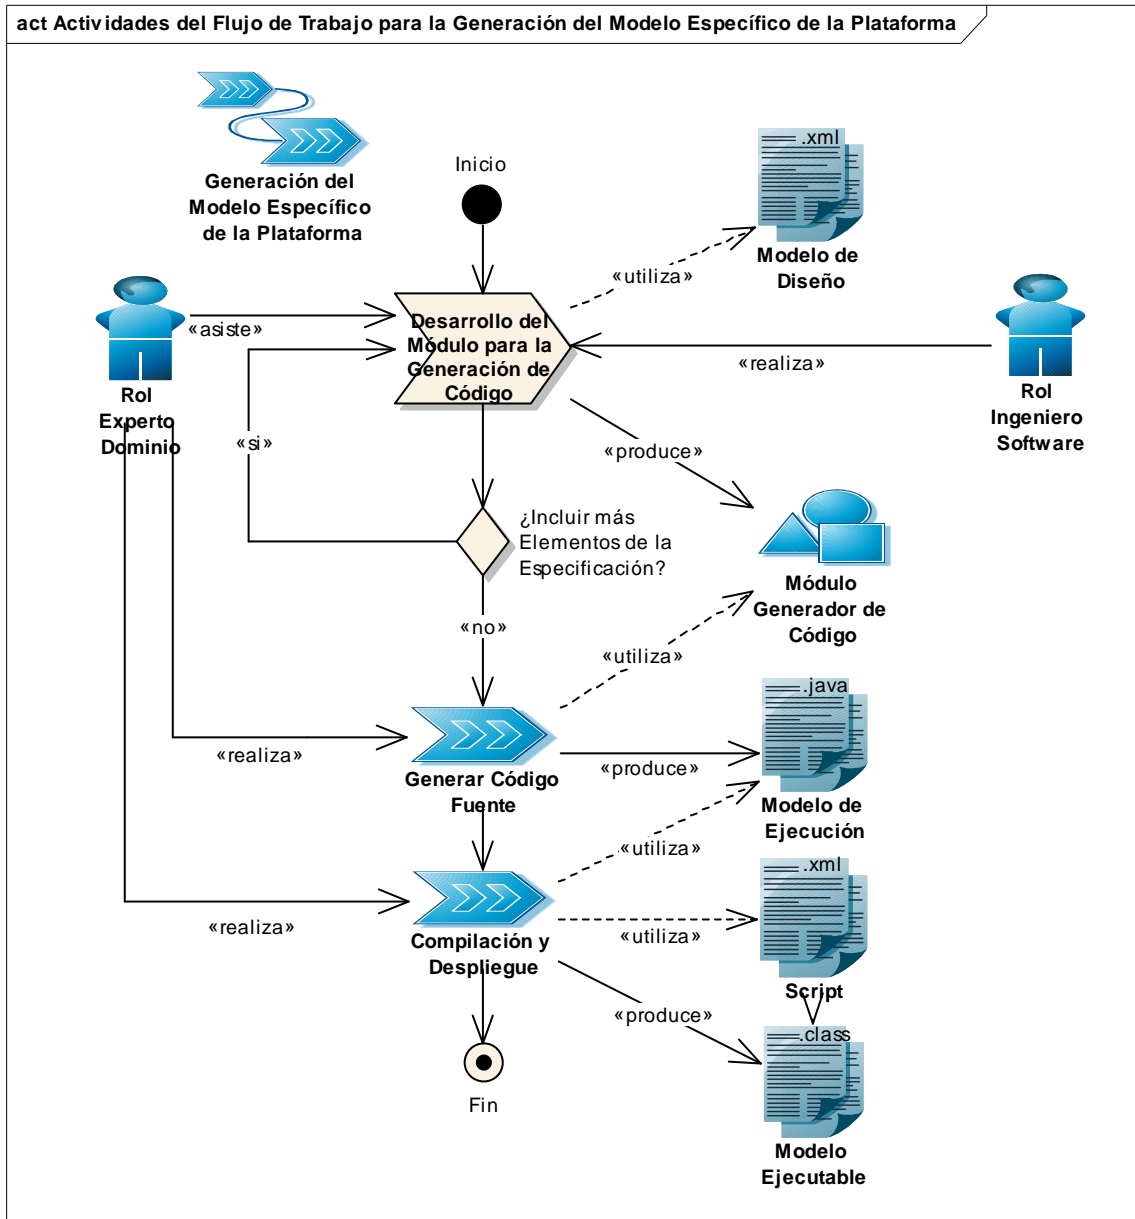 act Actividades del Flujo de Trabajo para la Generación del Modelo Específico de la Plataforma
Generación del
Modelo Específico
de la Plataforma
Inicio
.xml
Modelo de
Diseño
«utiliza»
«asiste»
Desarrollo del
Módulo para la
Generación de
Código
«realiza»
Rol
Experto
Dominio
Rol
Ingeniero
Software
«si»
«produce»
¿Incluir más
Elementos de la
Especificación?
Módulo
Generador de
Código
«no»
«utiliza»
.java
«realiza»
«produce»
Generar Código
Fuente
Modelo de
Ejecución
«utiliza»
.xml
«realiza»
«utiliza»
Compilación y
Despliegue
Script
«produce»
.class
Fin
Modelo
Ejecutable